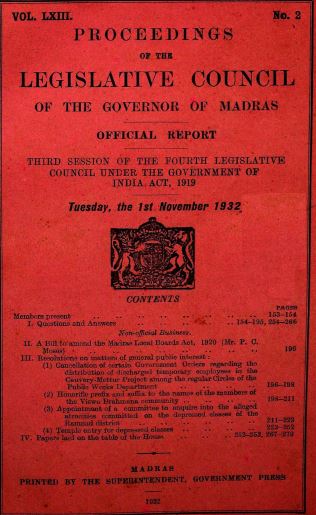 VOL. LXIII.
No. 2
PROCEEDINGS
OF THE
LEGISLATIVE COUNCIL
OF THE GOVERNOR OF MADRAS
OFFICIAL REPORT
THIRD SESSION OF THE FOURTH LEGISLATIVE
COUNCIL UNDER THE GOVERNMENT OF
INDIA ACT, 1919
Tuesday, the 1st November 1932
CONTENTS
PAGES
Members present .. 153-154
I. Questions and Answers .. 154-195, 254-266
Non-official Business.
II. A Bill to amend the Madras Local Boards Act, 1920 (Mr. P. C.
Moses) .. 196
III. Resolutions on matters of general public interest:
(1) Cancellation of certain Government Orders regarding the
distribution of discharged temporary employees in the
Cauvery-Mettur Project among the regular Circles of the
Public Works Department 196-198
(2) Honorific prefix and suffix to the names of the members of
the Viswa Brahmana community .. 198-211
(3) Appointment of a committee to inquire into the alleged
atrocities committed on the depressed classes of the
Ramnad district .. 211-222
(4) Temple entry for depressed classes .. 222-252
IV. Papers laid on the table of the House .. 252-253, 267-279
MADRAS
PRINTED BY THE SUPERINTENDENT, GOVERNMENT PRESS
1932